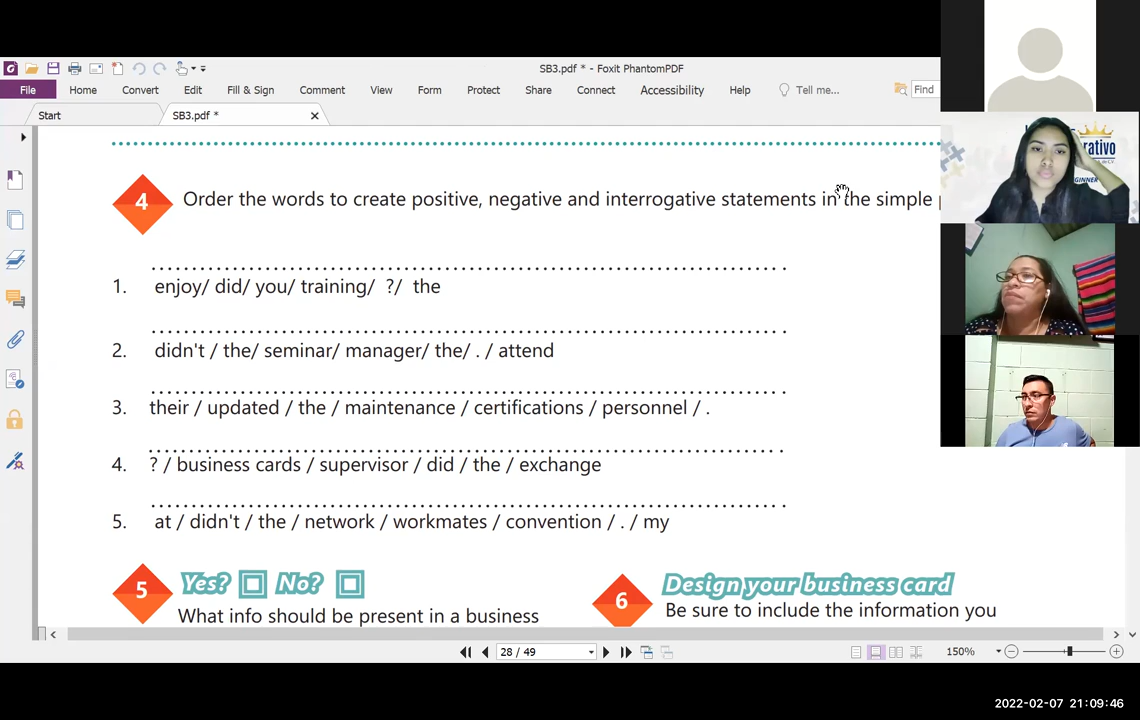 SB3.pdf * - Foxit PhantomPDF
File Home Convert Edit Fill & Sign Comment View Form Protect Share Connect Accessibility Help Tell me... Find
Start SB3.pdf *
4 Order the words to create positive, negative and interrogative statements in the simple
1. enjoy/ did/ you/ training/ ?/ the
2. didn't / the/ seminar/ manager/ the/ . / attend
3. their / updated / the / maintenance / certifications / personnel / .
4. ? / business cards / supervisor / did / the / exchange
5. at / didn't / the / network / workmates / convention / . / my
5 Yes? No?
What info should be present in a business
6 Design your business card
Be sure to include the information you
28 / 49
150%
2022-02-07 21:09:46